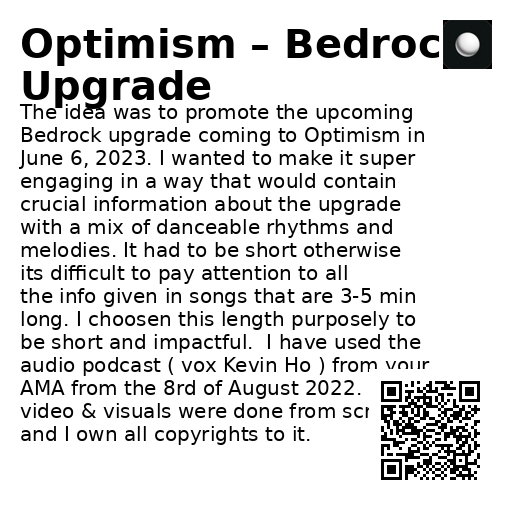 Optimism – Bedroc
Upgrade
The idea was to promote the upcoming
Bedrock upgrade coming to Optimism in
June 6, 2023. I wanted to make it super
engaging in a way that would contain
crucial information about the upgrade
with a mix of danceable rhythms and
melodies. It had to be short otherwise
its difficult to pay attention to all
the info given in songs that are 3-5 min
long. I choosen this length purposely to
be short and impactful.  I have used the
audio podcast ( vox Kevin Ho ) from your
AMA from the 8rd of August 2022.
video & visuals were done from scr
and I own all copyrights to it.